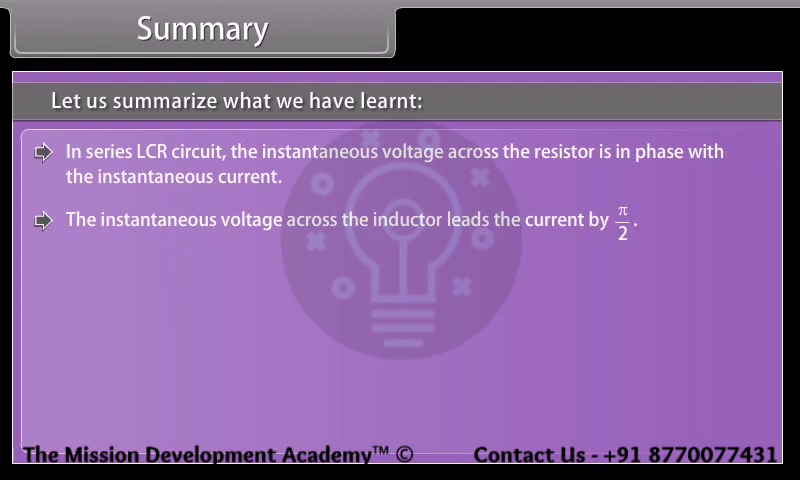 Summary
Let us summarize what we have learnt:
In series LCR circuit, the instantaneous voltage across the resistor is in phase with
the instantaneous current.
The instantaneous voltage across the inductor leads the current by π/2.
The Mission Development Academy™ © Contact Us - +91 8770077431